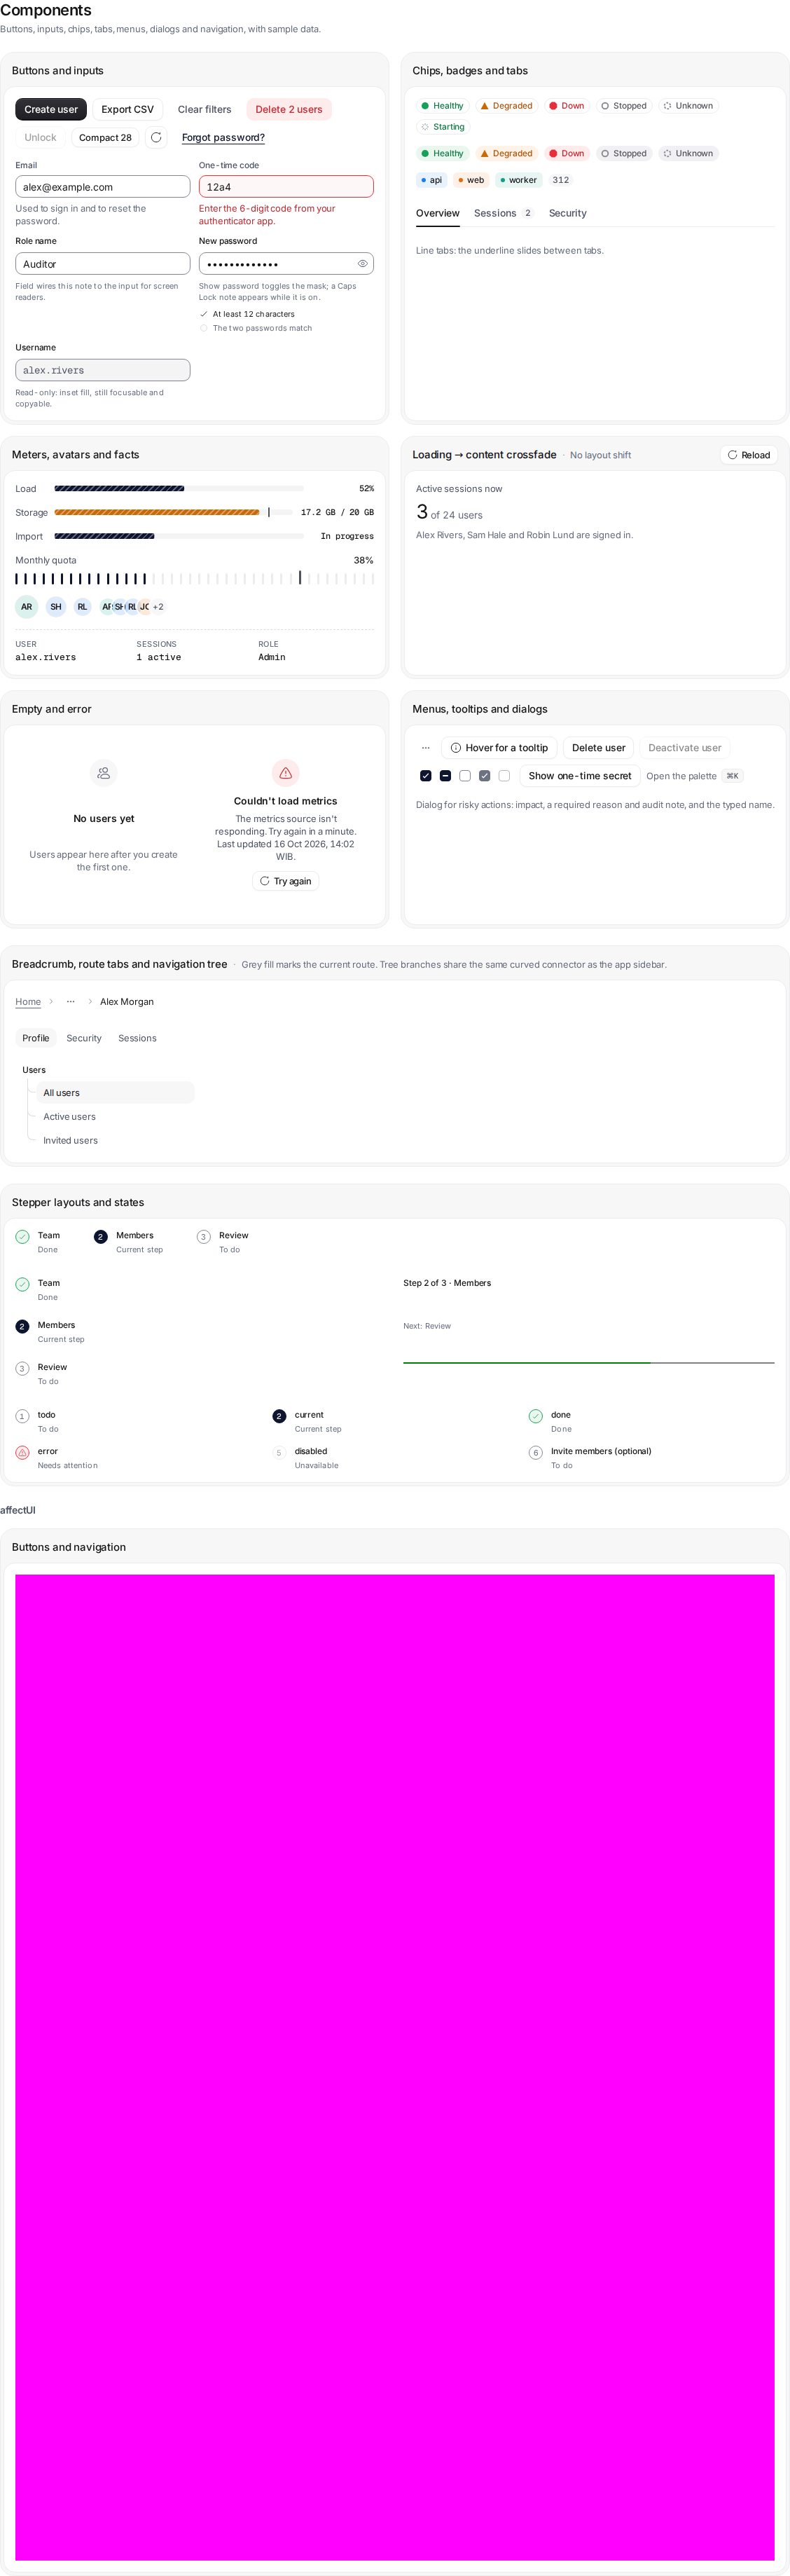 Components
Buttons, inputs, chips, tabs, menus, dialogs and navigation, with sample data.
Buttons and inputs
Create user
Export CSV
Clear filters
Delete 2 users
Unlock
Compact 28
Forgot password?
Email
alex@example.com
Used to sign in and to reset the
password.
One-time code
12a4
Enter the 6-digit code from your
authenticator app.
Role name
Auditor
Field wires this note to the input for screen
readers.
New password
•••••••••••••
Show password toggles the mask; a Caps
Lock note appears while it is on.
At least 12 characters
The two passwords match
Username
alex.rivers
Read-only: inset fill, still focusable and
copyable.
Chips, badges and tabs
Healthy
Degraded
Down
Stopped
Unknown
Starting
Healthy
Degraded
Down
Stopped
Unknown
api
web
worker
312
Overview
Sessions 2
Security
Line tabs: the underline slides between tabs.
Meters, avatars and facts
Load 52%
Storage 17.2 GB / 20 GB
Import In progress
Monthly quota 38%
AR
SH
RL
+2
USER
alex.rivers
SESSIONS
1 active
ROLE
Admin
Loading → content crossfade · No layout shift
Reload
Active sessions now
3 of 24 users
Alex Rivers, Sam Hale and Robin Lund are signed in.
Empty and error
No users yet
Users appear here after you create
the first one.
Couldn't load metrics
The metrics source isn't
responding. Try again in a minute.
Last updated 16 Oct 2026, 14:02
WIB.
Try again
Menus, tooltips and dialogs
Hover for a tooltip
Delete user
Deactivate user
Show one-time secret
Open the palette ⌘K
Dialog for risky actions: impact, a required reason and audit note, and the typed name.
Breadcrumb, route tabs and navigation tree · Grey fill marks the current route. Tree branches share the same curved connector as the app sidebar.
Home › ··· › Alex Morgan
Profile
Security
Sessions
Users
All users
Active users
Invited users
Stepper layouts and states
Team
Done
2 Members
Current step
3 Review
To do
Team
Done
2 Members
Current step
3 Review
To do
Step 2 of 3 · Members
Next: Review
1 todo
To do
2 current
Current step
done
Done
error
Needs attention
5 disabled
Unavailable
6 Invite members (optional)
To do
affectUI
Buttons and navigation